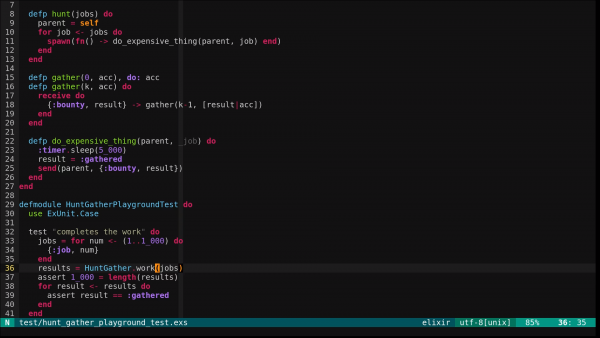 7
8 defp hunt(jobs) do
9 parent = self
10 for job <- jobs do
11 spawn(fn() -> do_expensive_thing(parent, job) end)
12 end
13 end
14
15 defp gather(0, acc), do: acc
16 defp gather(k, acc) do
17 receive do
18 {:bounty, result} -> gather(k-1, [result|acc])
19 end
20 end
21
22 defp do_expensive_thing(parent, _job) do
23 :timer.sleep(5_000)
24 result = :gathered
25 send(parent, {:bounty, result})
26 end
27 end
28
29 defmodule HuntGatherPlaygroundTest do
30 use ExUnit.Case
31
32 test "completes the work" do
33 jobs = for num <- (1..1_000) do
34 {:job, num}
35 end
36 results = HuntGather.work(jobs)
37 assert 1_000 = length(results)
38 for result <- results do
39 assert result == :gathered
40 end
41 end
N test/hunt_gather_playground_test.exs elixir utf-8[unix] 85% 36: 35